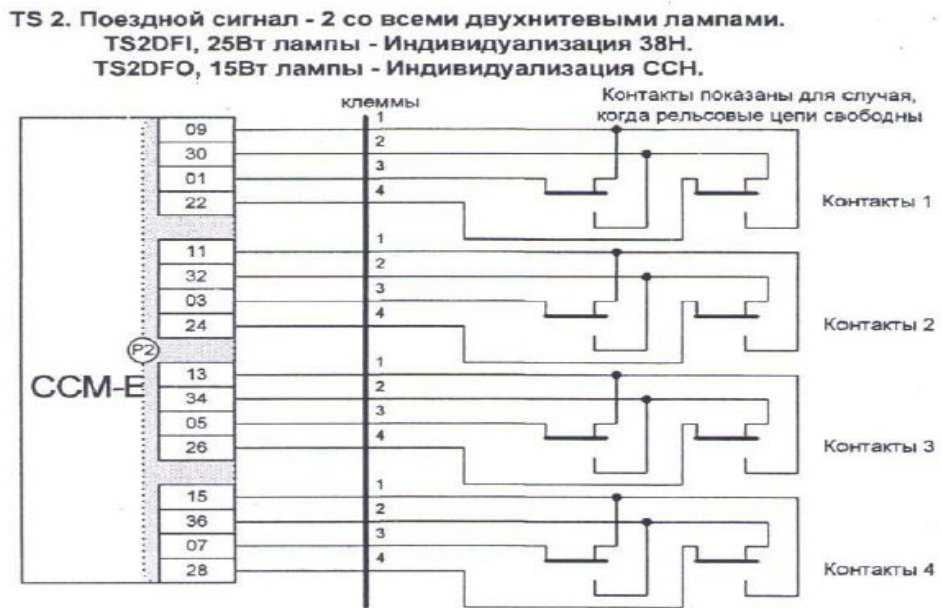 TS 2. Поездной сигнал - 2 со всеми двухнитевыми лампами.
TS2DFI, 25Вт лампы - Индивидуализация 38H.
TS2DFO, 15Вт лампы - Индивидуализация CCH.
клеммы
Контакты показаны для случая,
когда рельсовые цепи свободны
09
30
01
22
1
2
3
4
Контакты 1
11
32
03
24
1
2
3
4
Контакты 2
P2
CCM-E
13
34
05
26
1
2
3
4
Контакты 3
15
36
07
28
1
2
3
4
Контакты 4